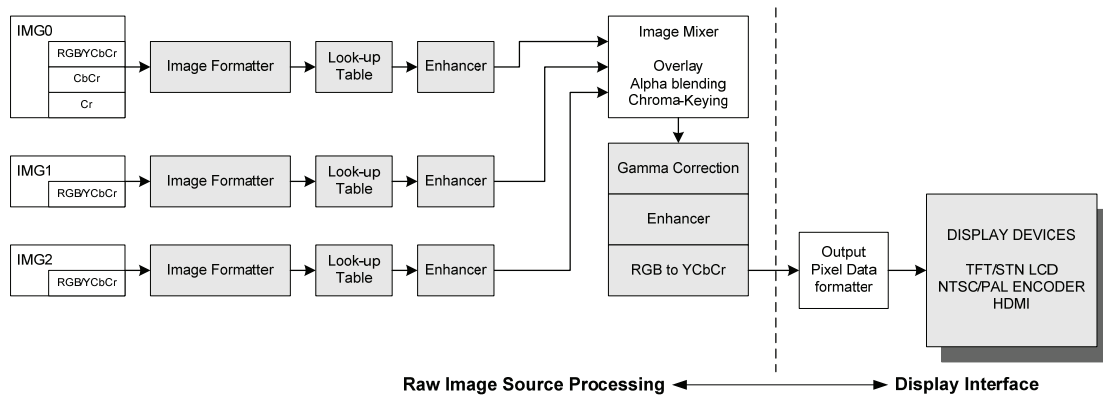 IMG0
RGB/YCbCr
CbCr
Cr
Image Formatter
Look-up
Table
Enhancer
Image Mixer
Overlay
Alpha blending
Chroma-Keying
IMG1
RGB/YCbCr
Image Formatter
Look-up
Table
Enhancer
Gamma Correction
Enhancer
RGB to YCbCr
IMG2
RGB/YCbCr
Image Formatter
Look-up
Table
Enhancer
Output
Pixel Data
formatter
DISPLAY DEVICES
TFT/STN LCD
NTSC/PAL ENCODER
HDMI
Raw Image Source Processing
Display Interface